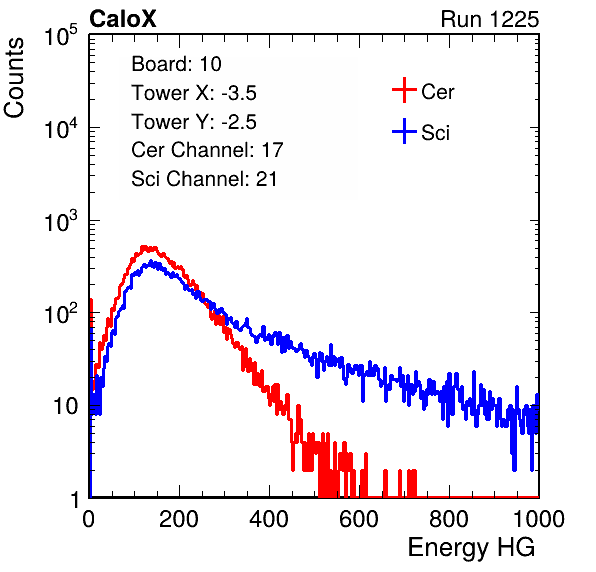 CaloX Run 1225
Counts
10^5
10^4
10^3
10^2
10
1
Board: 10
Tower X: -3.5
Tower Y: -2.5
Cer Channel: 17
Sci Channel: 21
Cer
Sci
0 200 400 600 800 1000
Energy HG